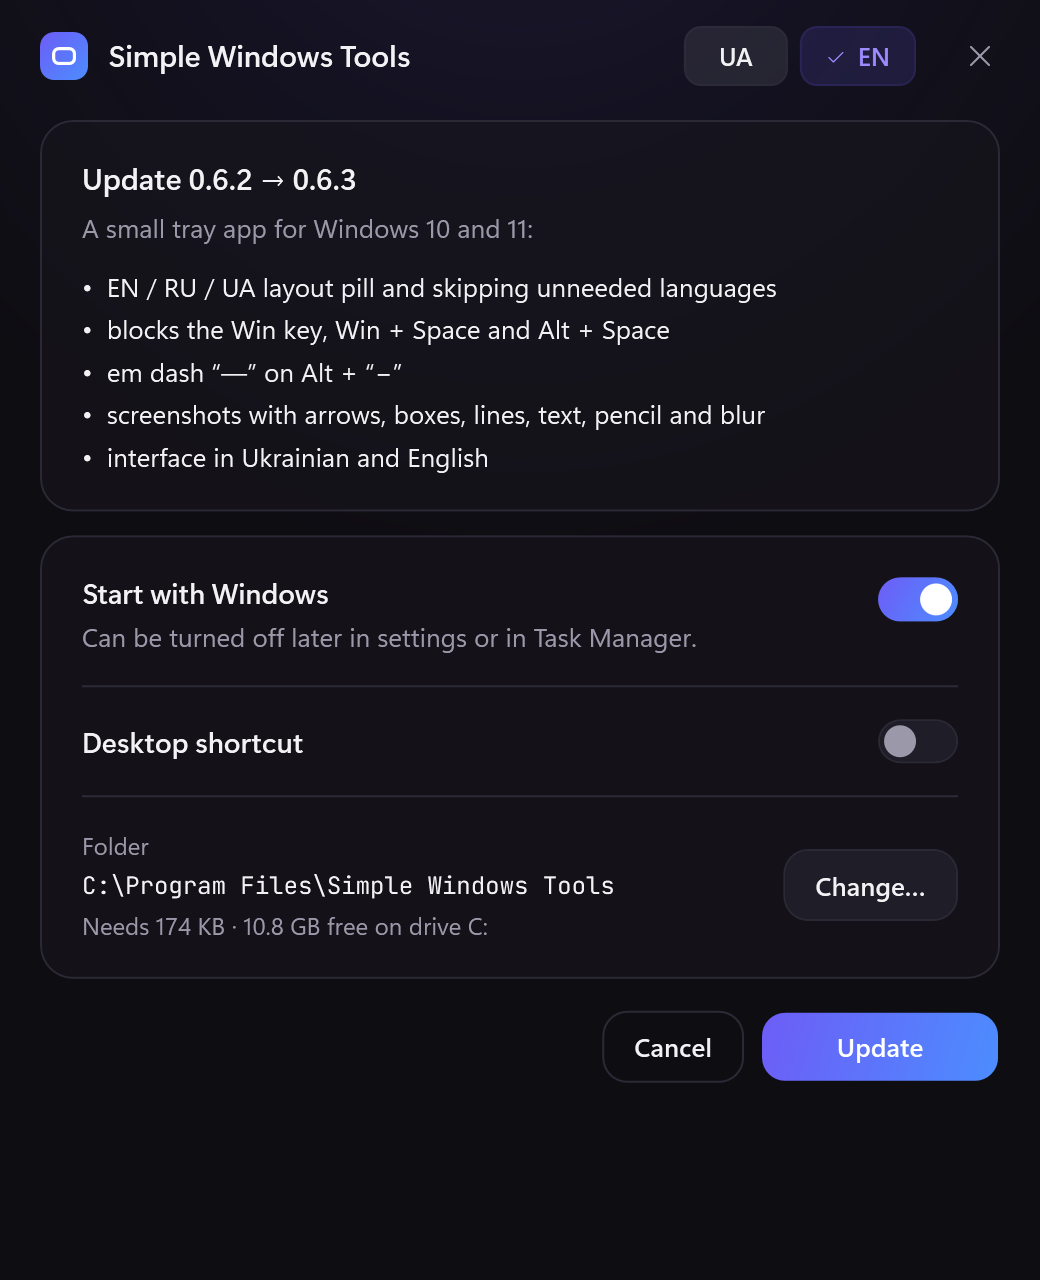 Simple Windows Tools
UA
✓ EN
Update 0.6.2 → 0.6.3
A small tray app for Windows 10 and 11:
• EN / RU / UA layout pill and skipping unneeded languages
• blocks the Win key, Win + Space and Alt + Space
• em dash “—” on Alt + “−”
• screenshots with arrows, boxes, lines, text, pencil and blur
• interface in Ukrainian and English
Start with Windows
Can be turned off later in settings or in Task Manager.
Desktop shortcut
Folder
C:\Program Files\Simple Windows Tools
Needs 174 KB · 10.8 GB free on drive C:
Change...
Cancel
Update